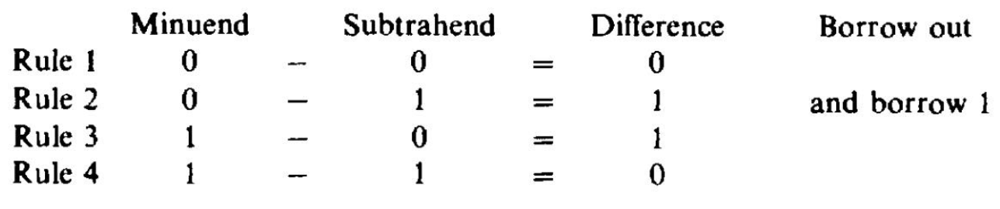 Minuend Subtrahend Difference Borrow out
Rule 1 0 − 0 = 0
Rule 2 0 − 1 = 1 and borrow 1
Rule 3 1 − 0 = 1
Rule 4 1 − 1 = 0